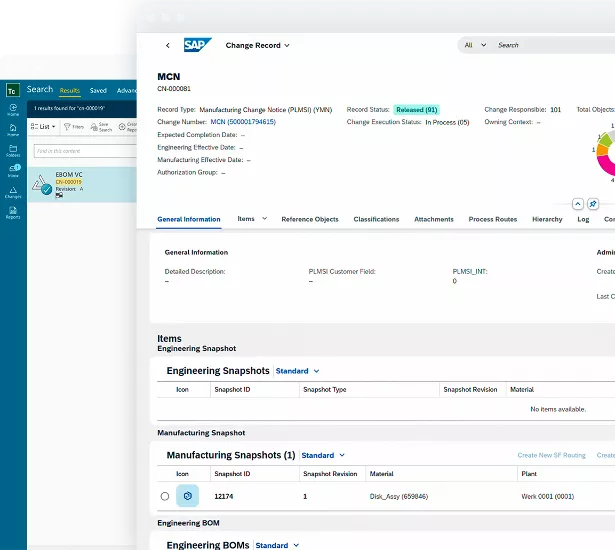 SAP
Change Record
All
Search
MCN
CN-000081
Record Type: Manufacturing Change Notice (PLMSI) (YMN)
Record Status: Released (91)
Change Responsible: 101
Total Objects:
Change Number: MCN (500001794615)
Change Execution Status: In Process (05)
Owning Context: –
Expected Completion Date: –
Engineering Effective Date: –
Manufacturing Effective Date: –
Authorization Group: –
General Information Items Reference Objects Classifications Attachments Process Routes Hierarchy Log
General Information
Detailed Description:
–
PLMSI Customer Field:
–
PLMSI_INT:
0
Items
Engineering Snapshot
Engineering Snapshots Standard
Icon Snapshot ID Snapshot Type Snapshot Revision Material
No items available.
Manufacturing Snapshot
Manufacturing Snapshots (1) Standard
Create New SF Routing
Icon Snapshot ID Snapshot Revision Material Plant
12174 1 Disk_Assy (659846) Werk 0001 (0001)
Engineering BOM
Engineering BOMs Standard
Tc
Search Results Saved
1 results found for "cn-000019"
List Filters Save Search
Find in this content
EBOM VC
CN-000019
Revision: A
Home
Home
Folders
Inbox
Changes
Reports